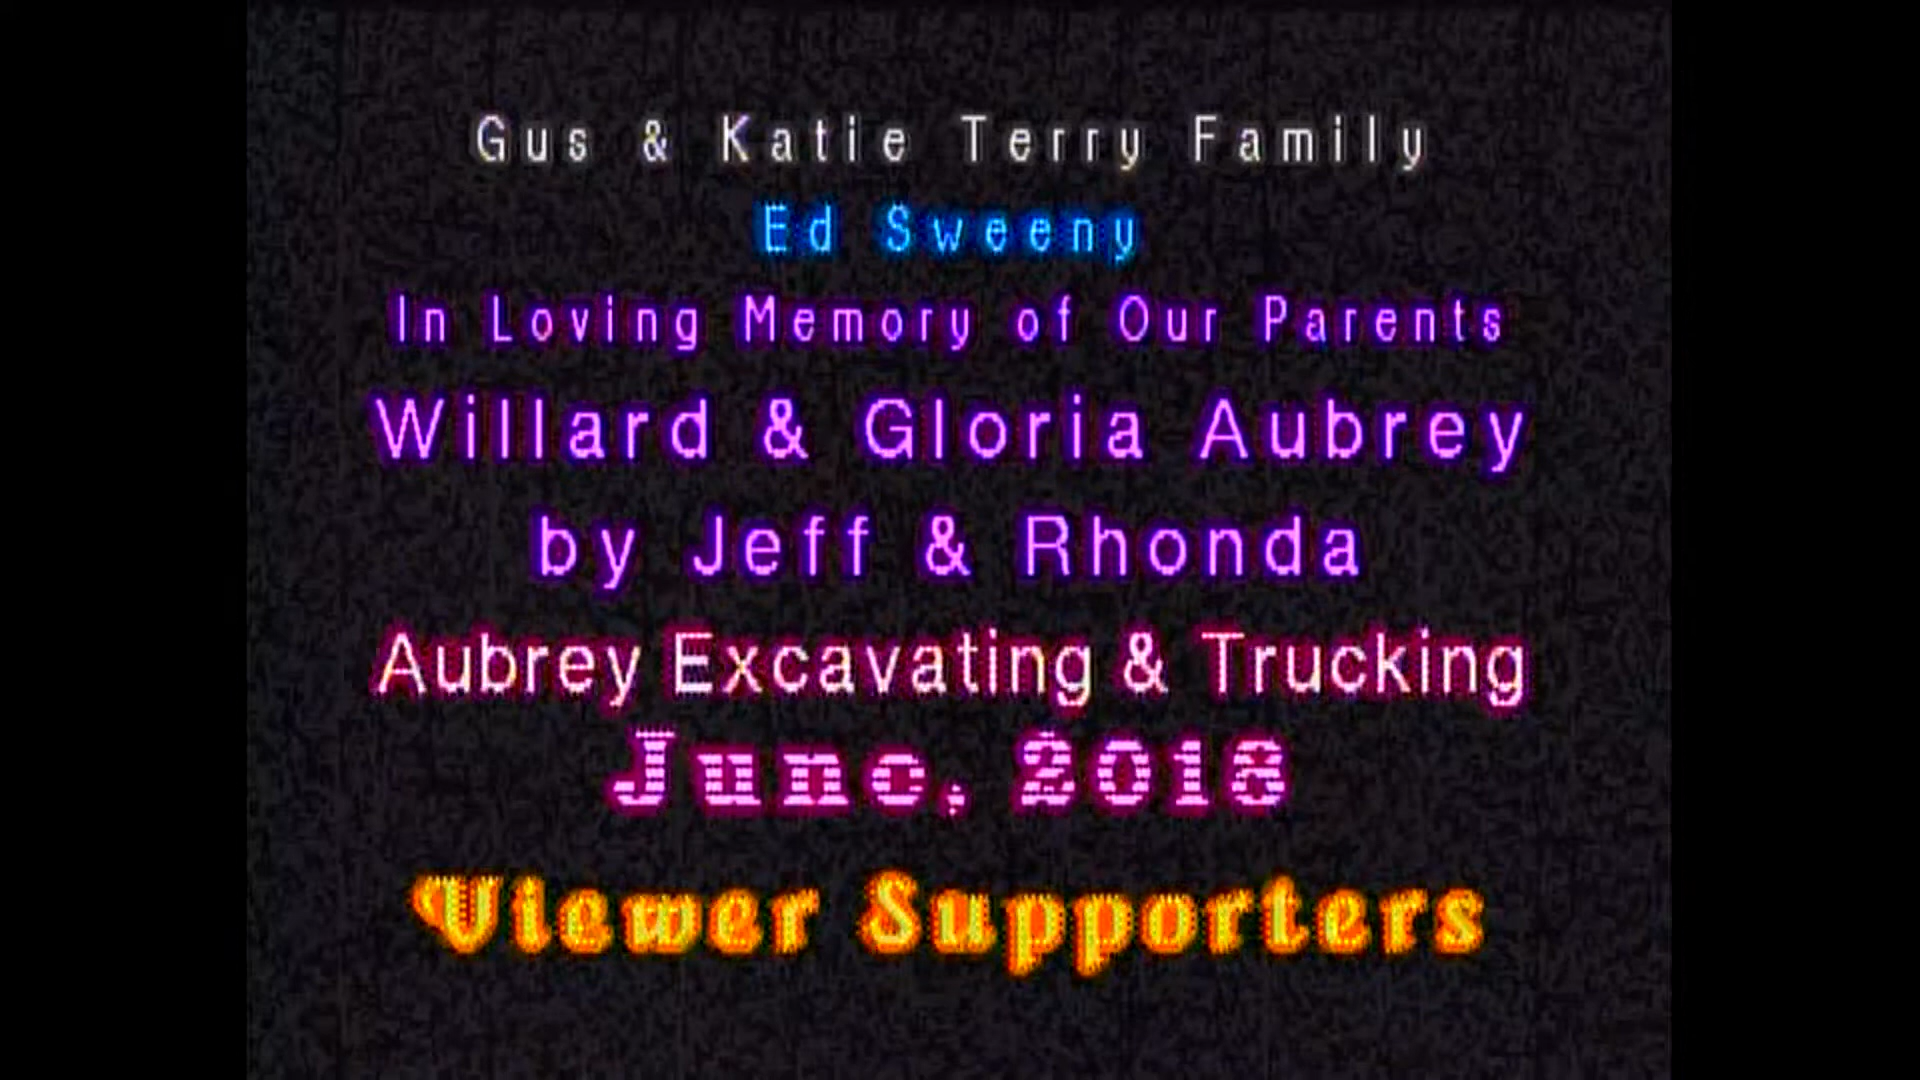 Gus & Katie Terry Family
Ed Sweeny
In Loving Memory of Our Parents
Willard & Gloria Aubrey
by Jeff & Rhonda
Aubrey Excavating & Trucking
June, 2018
Viewer Supporters